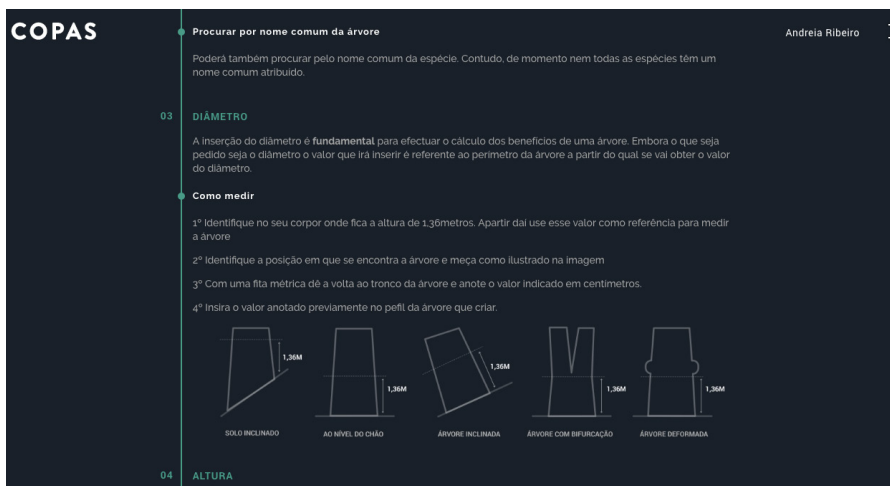 COPAS
Andreia Ribeiro
Procurar por nome comum da árvore
Poderá também procurar pelo nome comum da espécie. Contudo, de momento nem todas as espécies têm um
nome comum atribuido.
03 DIÂMETRO
A inserção do diâmetro é fundamental para efectuar o cálculo dos beneficios de uma árvore. Embora o que seja
pedido seja o diâmetro o valor que irá inserir é referente ao perímetro da árvore a partir do qual se vai obter o valor
do diâmetro.
Como medir
1º Identifique no seu corpor onde fica a altura de 1,36metros. Apartir daí use esse valor como referência para medir
a árvore
2º Identifique a posição em que se encontra a árvore e meça como ilustrado na imagem
3º Com uma fita métrica dê a volta ao tronco da árvore e anote o valor indicado em centimetros.
4º Insira o valor anotado previamente no pefil da árvore que criar.
1,36M
1,36M
1,36M
1,36M
1,36M
SOLO INCLINADO
AO NÍVEL DO CHÃO
ÁRVORE INCLINADA
ÁRVORE COM BIFURCAÇÃO
ÁRVORE DEFORMADA
04 ALTURA